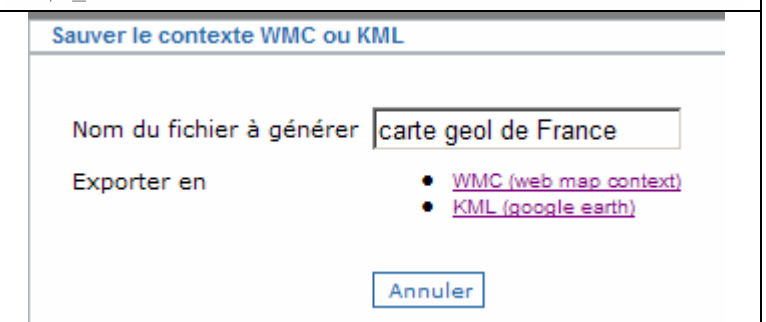 Sauver le contexte WMC ou KML
Nom du fichier à générer carte geol de France
Exporter en
WMC (web map context)
KML (google earth)
Annuler